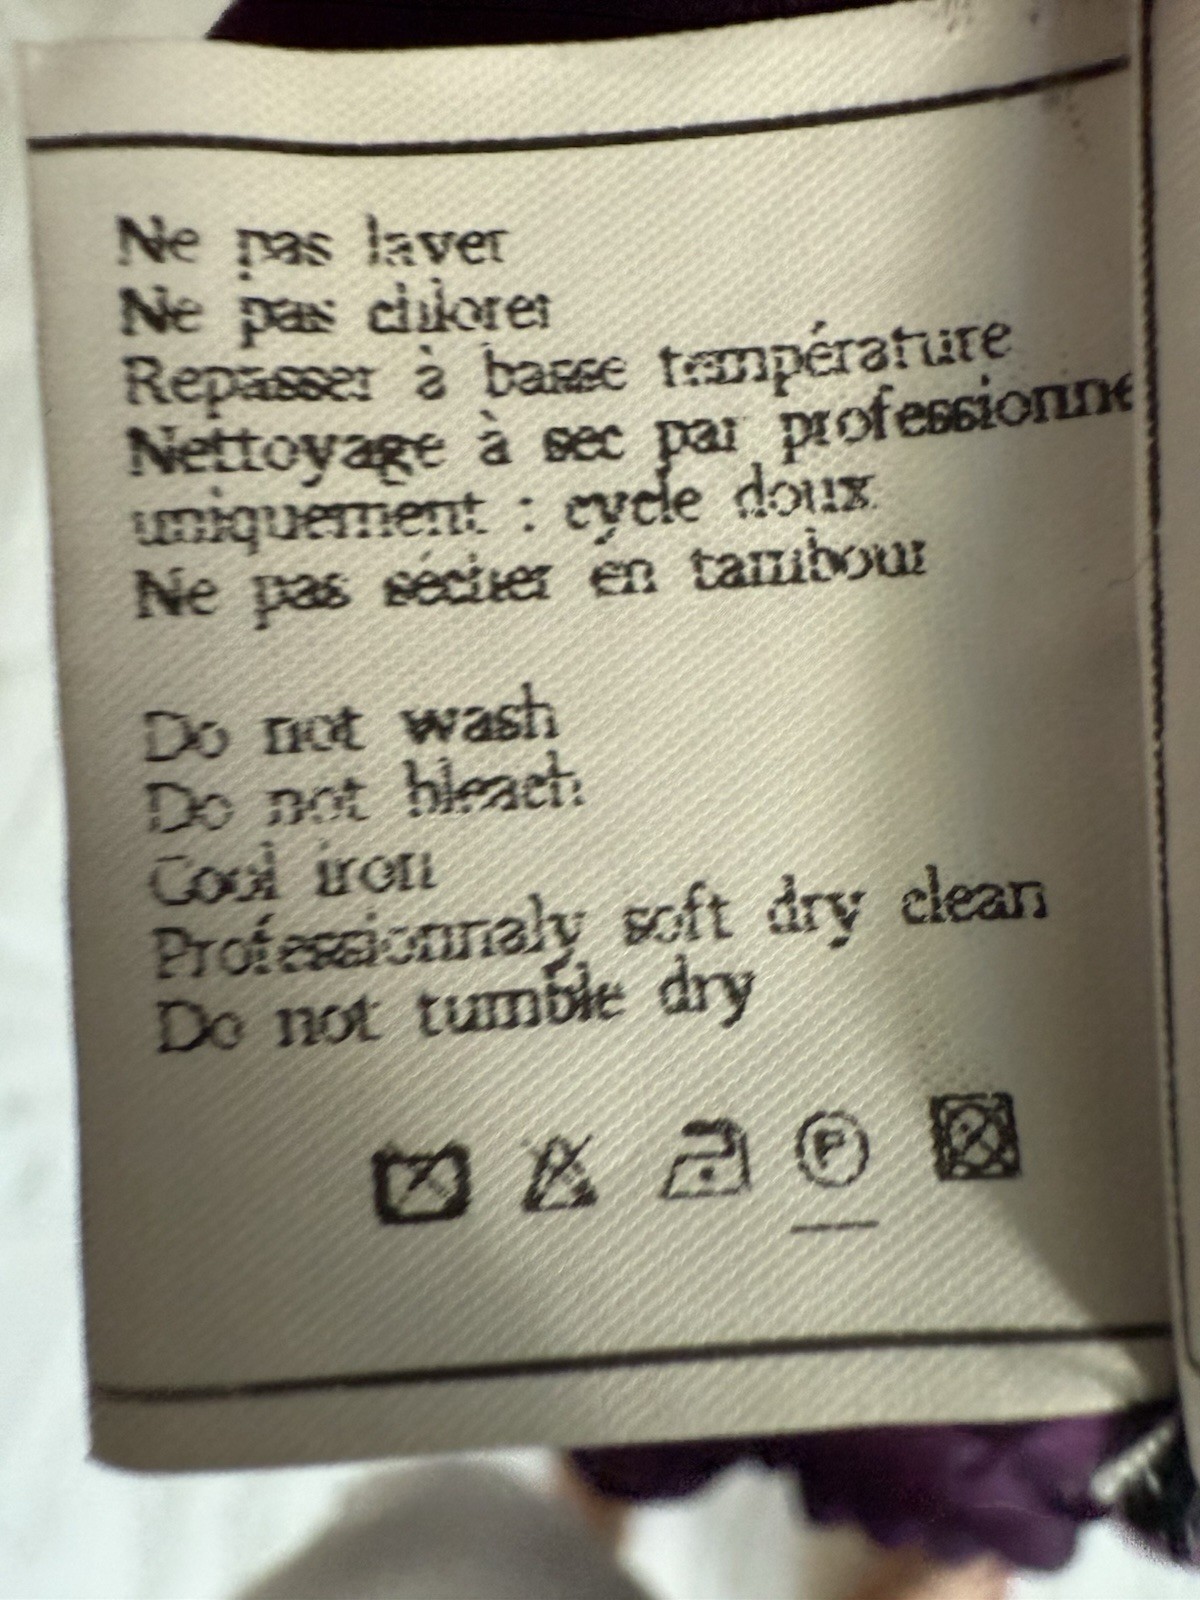 Ne pas laver
Ne pas chlorer
Repasser à basse température
Nettoyage à sec par professionne
uniquement : cycle doux
Ne pas sécher en tambour
Do not wash
Do not bleach
Cool iron
Professionnaly soft dry clean
Do not tumble dry
P